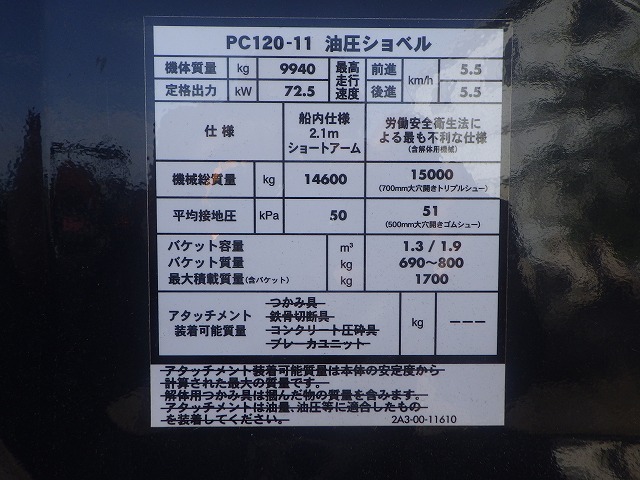 PC120-11 油圧ショベル
機体質量 kg 9940 最高走行速度 前進 km/h 5.5
定格出力 kW 72.5 後進 5.5
仕様 船内仕様 2.1m ショートアーム 労働安全衛生法による最も不利な仕様 (含解体用機械)
機械総質量 kg 14600 15000 (700mm大穴開きトリプルシュー)
平均接地圧 kPa 50 51 (500mm大穴開きゴムシュー)
バケット容量 m³ 1.3 / 1.9
バケット質量 kg 690~800
最大積載質量(含バケット) kg 1700
アタッチメント装着可能質量 つかみ具 kg ———
鉄骨切断具
コンクリート圧砕具
ブレーカユニット
アタッチメント装着可能質量は本体の安定度から
計算された最大の質量です。
解体用つかみ具は掴んだ物の質量を含みます。
アタッチメントは油量、油圧等に適合したもの
を装着してください。 2A3-00-11610